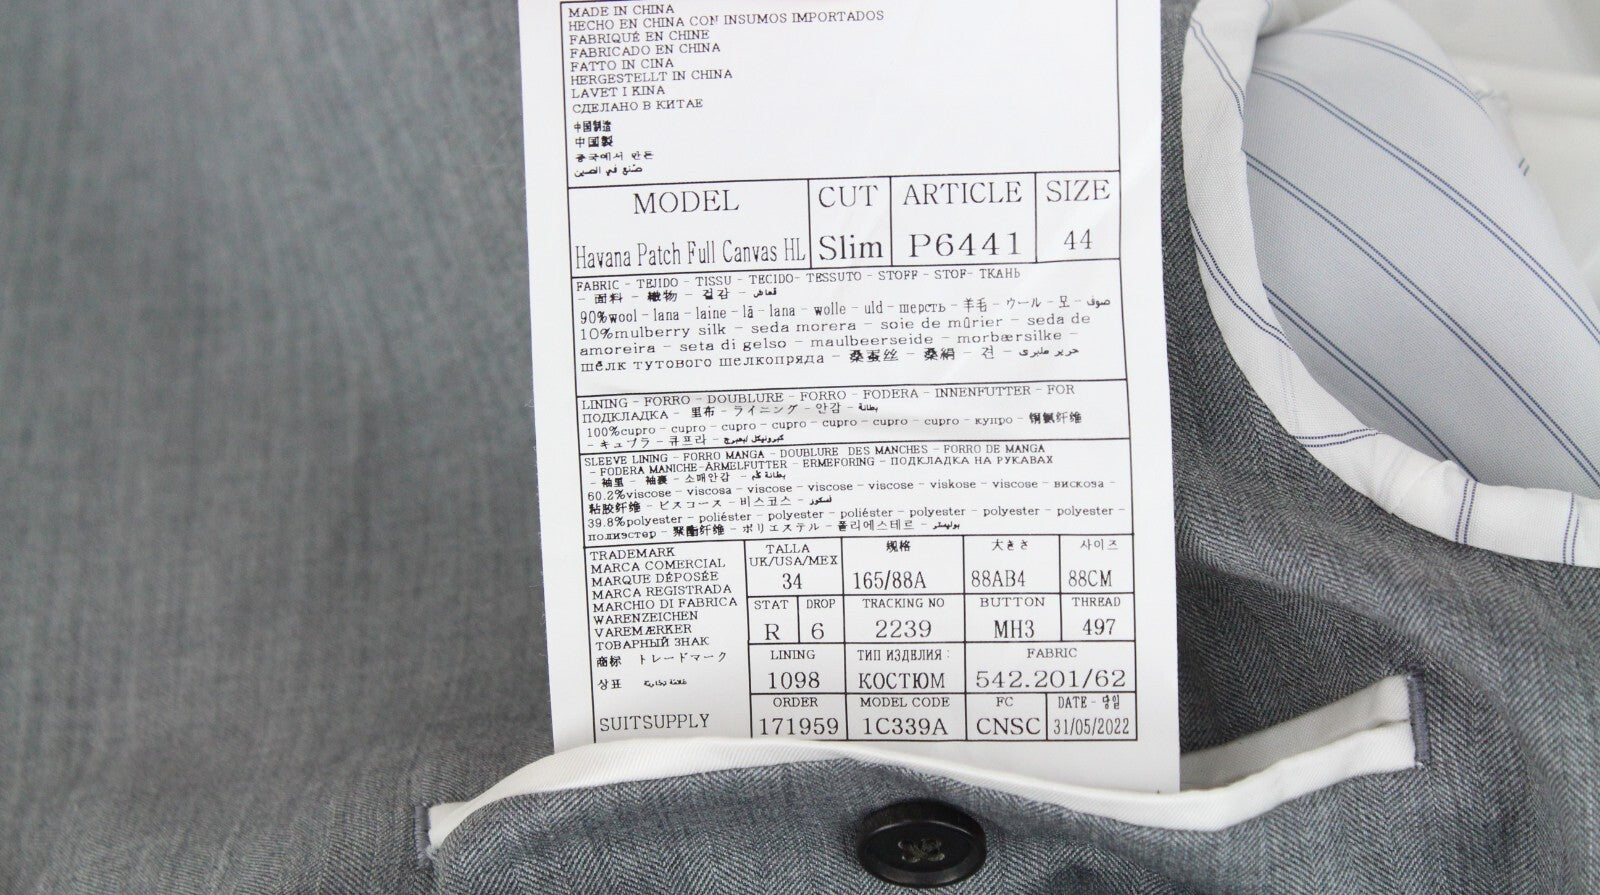 MADE IN CHINA
HECHO EN CHINA CON INSUMOS IMPORTADOS
FABRIQUÉ EN CHINE
FABRICADO EN CHINA
FATTO IN CINA
HERGESTELLT IN CHINA
LAVET I KINA
СДЕЛАНО В КИТАЕ
中国制造
中国製
중국에서 만든
صنع في الصين
MODEL CUT ARTICLE SIZE
Havana Patch Full Canvas HL Slim P6441 44
FABRIC - TEJIDO - TISSU - TECIDO- TESSUTO - STOFF - STOF- ТКАНЬ
- 面料 - 織物 - 겉감 - قماش
90%wool - lana - laine - lã - lana - wolle - uld - шерсть - 羊毛 - ウール - 모 - صوف
10%mulberry silk - seda morera - soie de mûrier - seda de
amoreira - seta di gelso - maulbeerseide - morbærsilke -
шёлк тутового шелкопряда - 桑蚕丝 - 桑絹 - 견 - حرير طبيري
LINING - FORRO - DOUBLURE - FORRO - FODERA - INNENFUTTER - FOR
ПОДКЛАДКА - 里布 - ライニング - 안감 - بطانة
100%cupro - cupro - cupro - cupro - cupro - cupro - cupro - купро - 铜氨纤维
- キュプラ - 큐프라 -
SLEEVE LINING - FORRO MANGA - DOUBLURE DES MANCHES - FORRO DE MANGA
- FODERA MANICHE-ARMELFUTTER - ERMEFORING - ПОДКЛАДКА НА РУКАВАХ
- 袖里 - 袖裏 - 소매안감 - بطانة كم
60.2%viscose - viscosa - viscose - viscose - viscose - viskose - viscose - вискоза -
粘胶纤维 - ビスコース - 비스코스 - فسكوز
39.8%polyester - poliéster - polyester - poliéster - polyester - polyester - polyester -
полиэстер - 聚酯纤维 - ポリエステル - 폴리에스테르 - بوليستر
TRADEMARK
MARCA COMERCIAL
MARQUE DÉPOSÉE
MARCA REGISTRADA
MARCHIO DI FABRICA
WARENZEICHEN
VAREMÆRKER
ТОВАРНЫЙ ЗНАК
商标 トレードマーク
상표
SUITSUPPLY
TALLA UK/USA/MEX 规格 大きさ 사이즈
34 165/88A 88AB4 88CM
STAT DROP TRACKING NO BUTTON THREAD
R 6 2239 MH3 497
LINING ТИП ИЗДЕЛИЯ: FABRIC
1098 КОСТЮМ 542.201/62
ORDER MODEL CODE FC DATE - 당일
171959 1C339A CNSC 31/05/2022